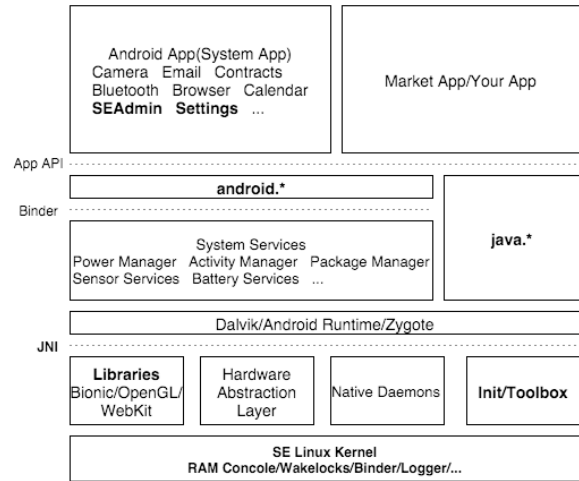 Android App(System App)
Camera Email Contracts
Bluetooth Browser Calendar
SEAdmin Settings ...
Market App/Your App
App API
android.*
Binder
java.*
System Services
Power Manager Activity Manager Package Manager
Sensor Services Battery Services ...
Dalvik/Android Runtime/Zygote
JNI
Libraries
Bionic/OpenGL/
WebKit
Hardware
Abstraction
Layer
Native Daemons
Init/Toolbox
SE Linux Kernel
RAM Concole/Wakelocks/Binder/Logger/...